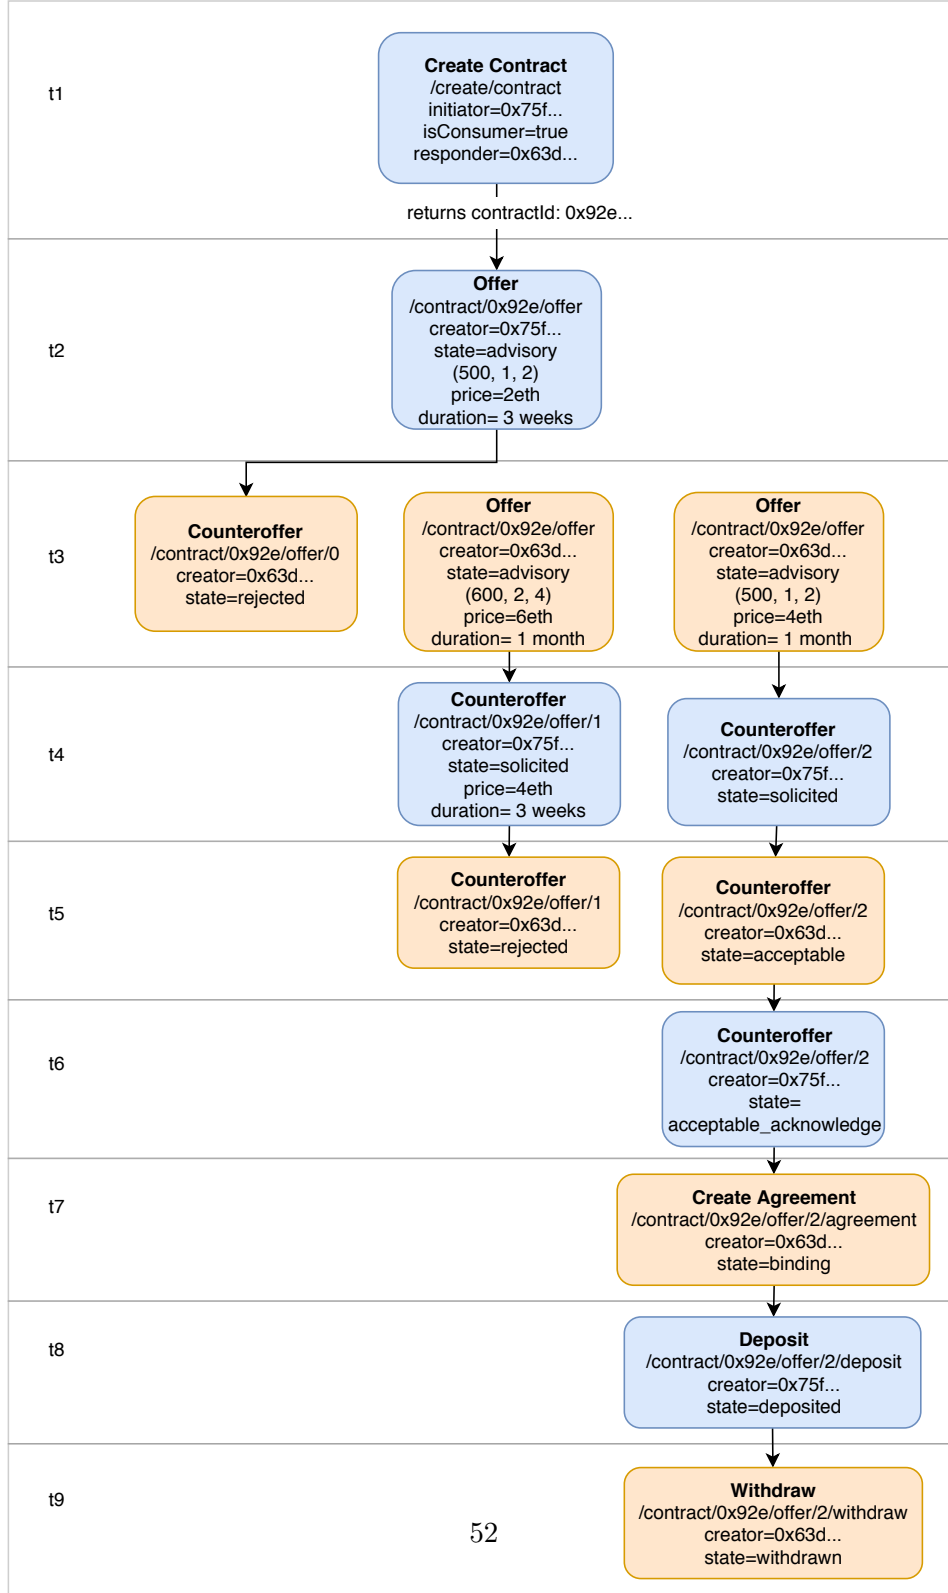 t1
Create Contract
/create/contract
initiator=0x75f...
isConsumer=true
responder=0x63d...
returns contractId: 0x92e...
t2
Offer
/contract/0x92e/offer
creator=0x75f...
state=advisory
(500, 1, 2)
price=2eth
duration= 3 weeks
t3
Counteroffer
/contract/0x92e/offer/0
creator=0x63d...
state=rejected
Offer
/contract/0x92e/offer
creator=0x63d...
state=advisory
(600, 2, 4)
price=6eth
duration= 1 month
Offer
/contract/0x92e/offer
creator=0x63d...
state=advisory
(500, 1, 2)
price=4eth
duration= 1 month
t4
Counteroffer
/contract/0x92e/offer/1
creator=0x75f...
state=solicited
price=4eth
duration= 3 weeks
Counteroffer
/contract/0x92e/offer/2
creator=0x75f...
state=solicited
t5
Counteroffer
/contract/0x92e/offer/1
creator=0x63d...
state=rejected
Counteroffer
/contract/0x92e/offer/2
creator=0x63d...
state=acceptable
t6
Counteroffer
/contract/0x92e/offer/2
creator=0x75f...
state=
acceptable_acknowledge
t7
Create Agreement
/contract/0x92e/offer/2/agreement
creator=0x63d...
state=binding
t8
Deposit
/contract/0x92e/offer/2/deposit
creator=0x75f...
state=deposited
t9
Withdraw
/contract/0x92e/offer/2/withdraw
creator=0x63d...
state=withdrawn
52